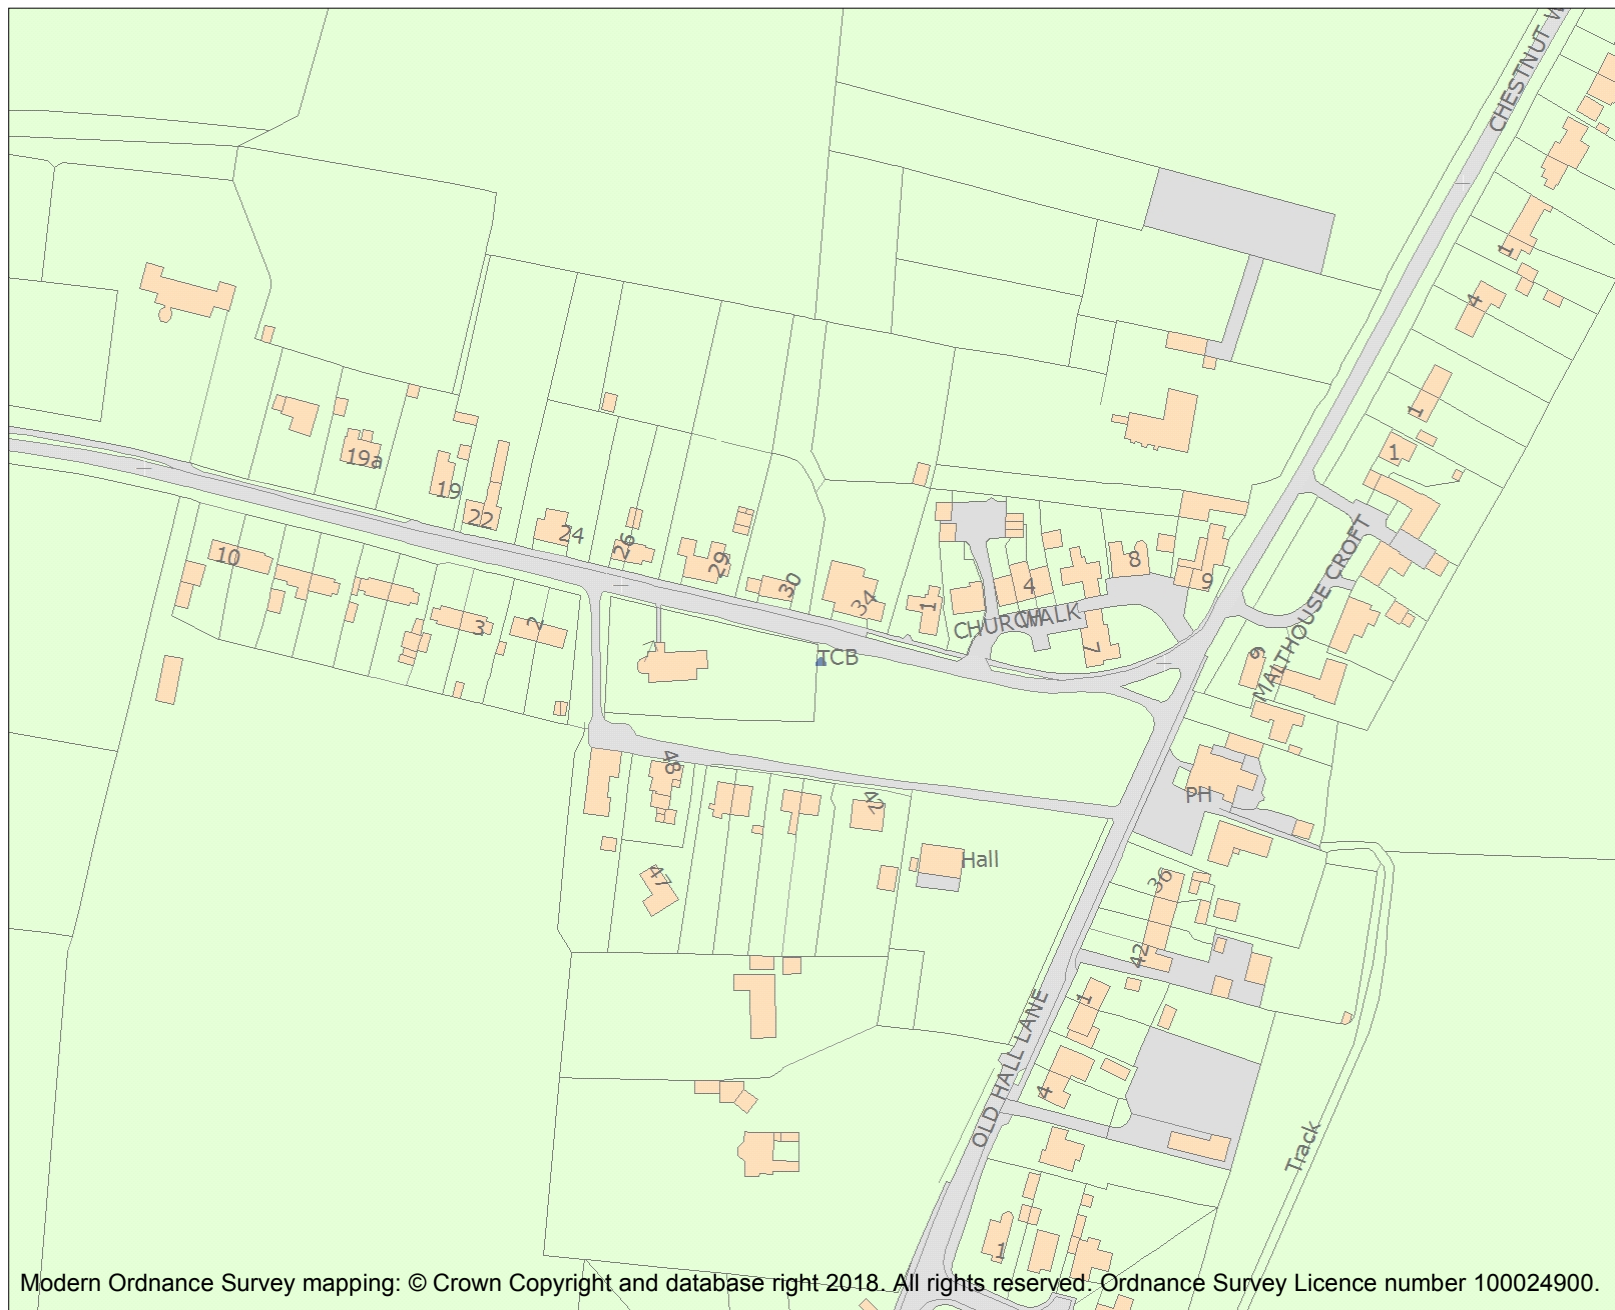 CHESTNUT W
1
4
1
1
19a
19
22
24
26
29
30
34
10
3
2
1
4
8
9
7
CHURCH WALK
TCB
MALTHOUSE CROFT
9
48
47
42
Hall
PH
36
42
1
4
OLD HALL LANE
Track
1
Modern Ordnance Survey mapping: © Crown Copyright and database right 2018. All rights reserved. Ordnance Survey Licence number 100024900.